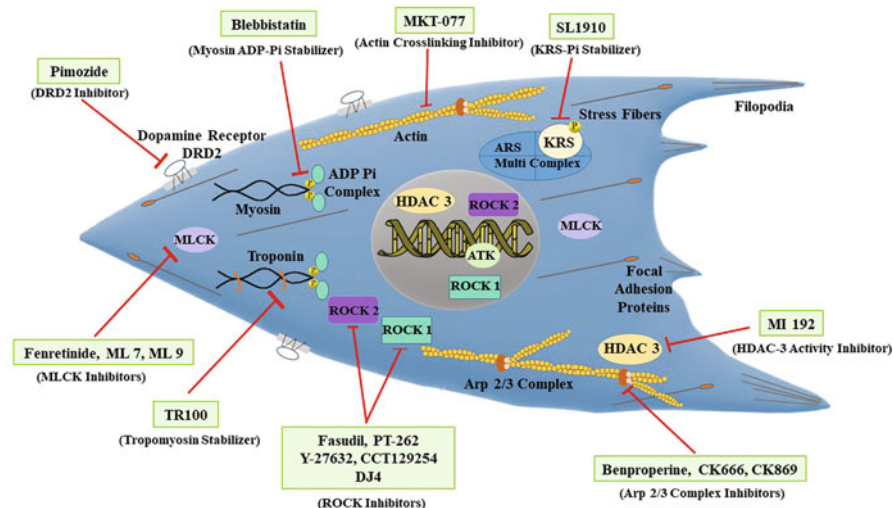 Blebbistatin
(Myosin ADP-Pi Stabilizer)
MKT-077
(Actin Crosslinking Inhibitor)
SL1910
(KRS-Pi Stabilizer)
Pimozide
(DRD2 Inhibitor)
Filopodia
Dopamine Receptor
DRD2
Actin
Stress Fibers
P
KRS
ARS
Multi Complex
ADP Pi
Complex
P
P
Myosin
HDAC 3
ROCK 2
MLCK
MLCK
ATK
ROCK 1
Troponin
P
P
Focal
Adhesion
Proteins
ROCK 2
ROCK 1
HDAC 3
MI 192
(HDAC-3 Activity Inhibitor)
Fenretinide, ML 7, ML 9
(MLCK Inhibitors)
Arp 2/3 Complex
TR100
(Tropomyosin Stabilizer)
Fasudil, PT-262
Y-27632, CCT129254
DJ4
(ROCK Inhibitors)
Benproperine, CK666, CK869
(Arp 2/3 Complex Inhibitors)